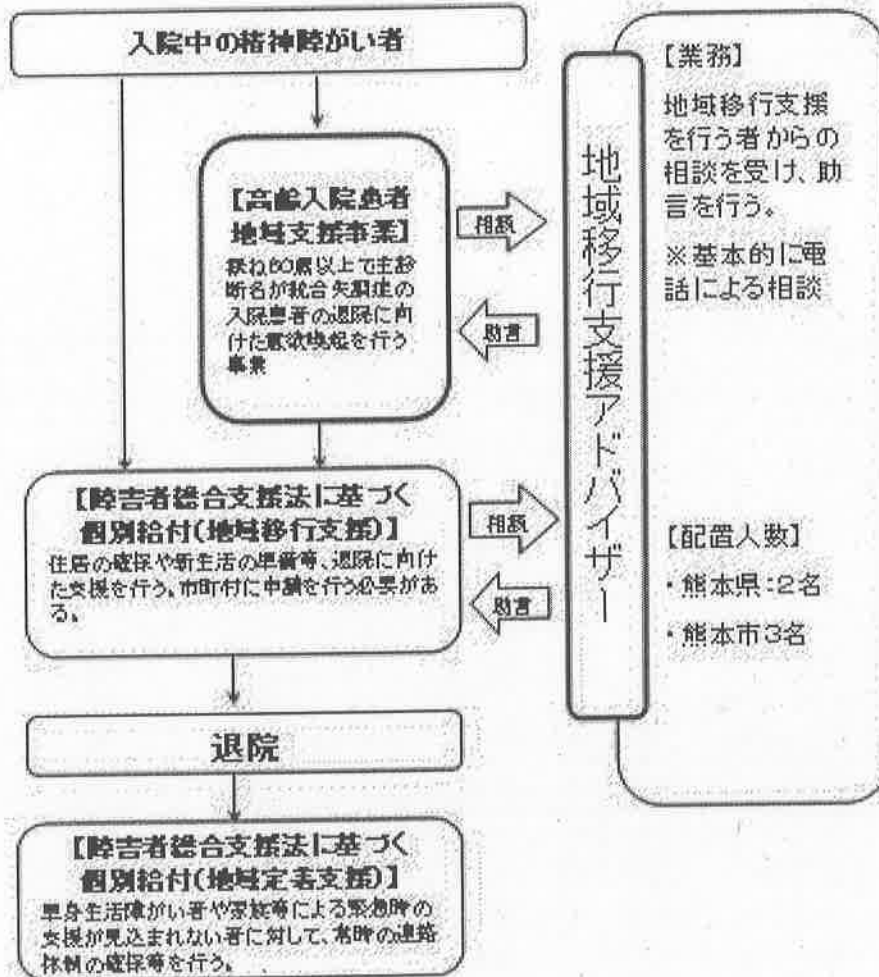 入院中の精神障がい者
【高齢入院患者
地域支援事業】
概ね60歳以上で主診
断名が統合失調症の
入院患者の退院に向
けた意欲喚起を行う
事業
相談
助言
【障害者総合支援法に基づく
個別給付(地域移行支援)】
住居の確保や新生活の準備等、退院に向け
た支援を行う。市町村に申請を行う必要があ
る。
相談
助言
退院
【障害者総合支援法に基づく
個別給付(地域定着支援)】
単身生活障がい者や家族等による緊急時の
支援が見込まれない者に対して、常時の連絡
体制の確保等を行う。
地域移行支援アドバイザー
【業務】
地域移行支援
を行う者からの
相談を受け、助
言を行う。
※基本的に電
話による相談
【配置人数】
・熊本県:2名
・熊本市3名